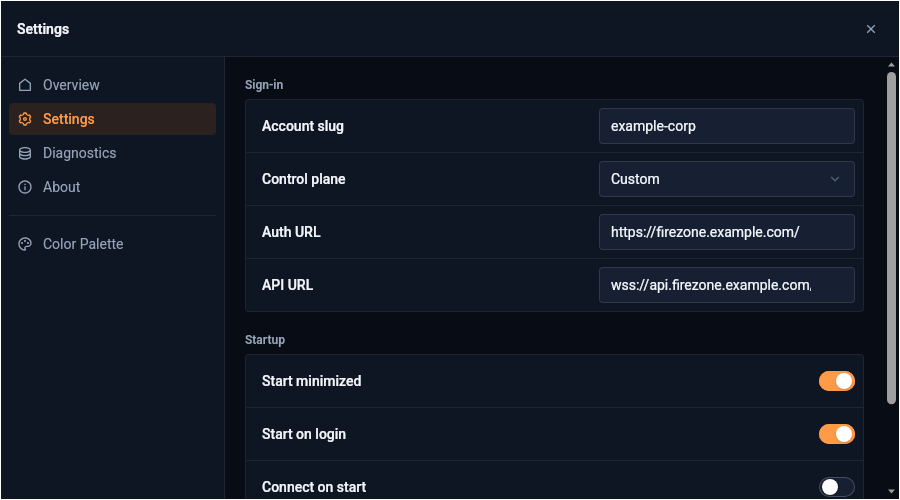 Settings
Overview
Settings
Diagnostics
About
Color Palette
Sign-in
Account slug
example-corp
Control plane
Custom
Auth URL
https://firezone.example.com/
API URL
wss://api.firezone.example.com
Startup
Start minimized
Start on login
Connect on start